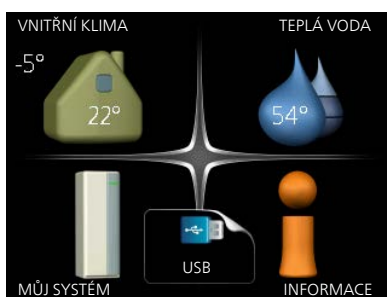 VNITŘNÍ KLIMA
TEPLÁ VODA
-5°
22°
54°
USB
MŮJ SYSTÉM
INFORMACE